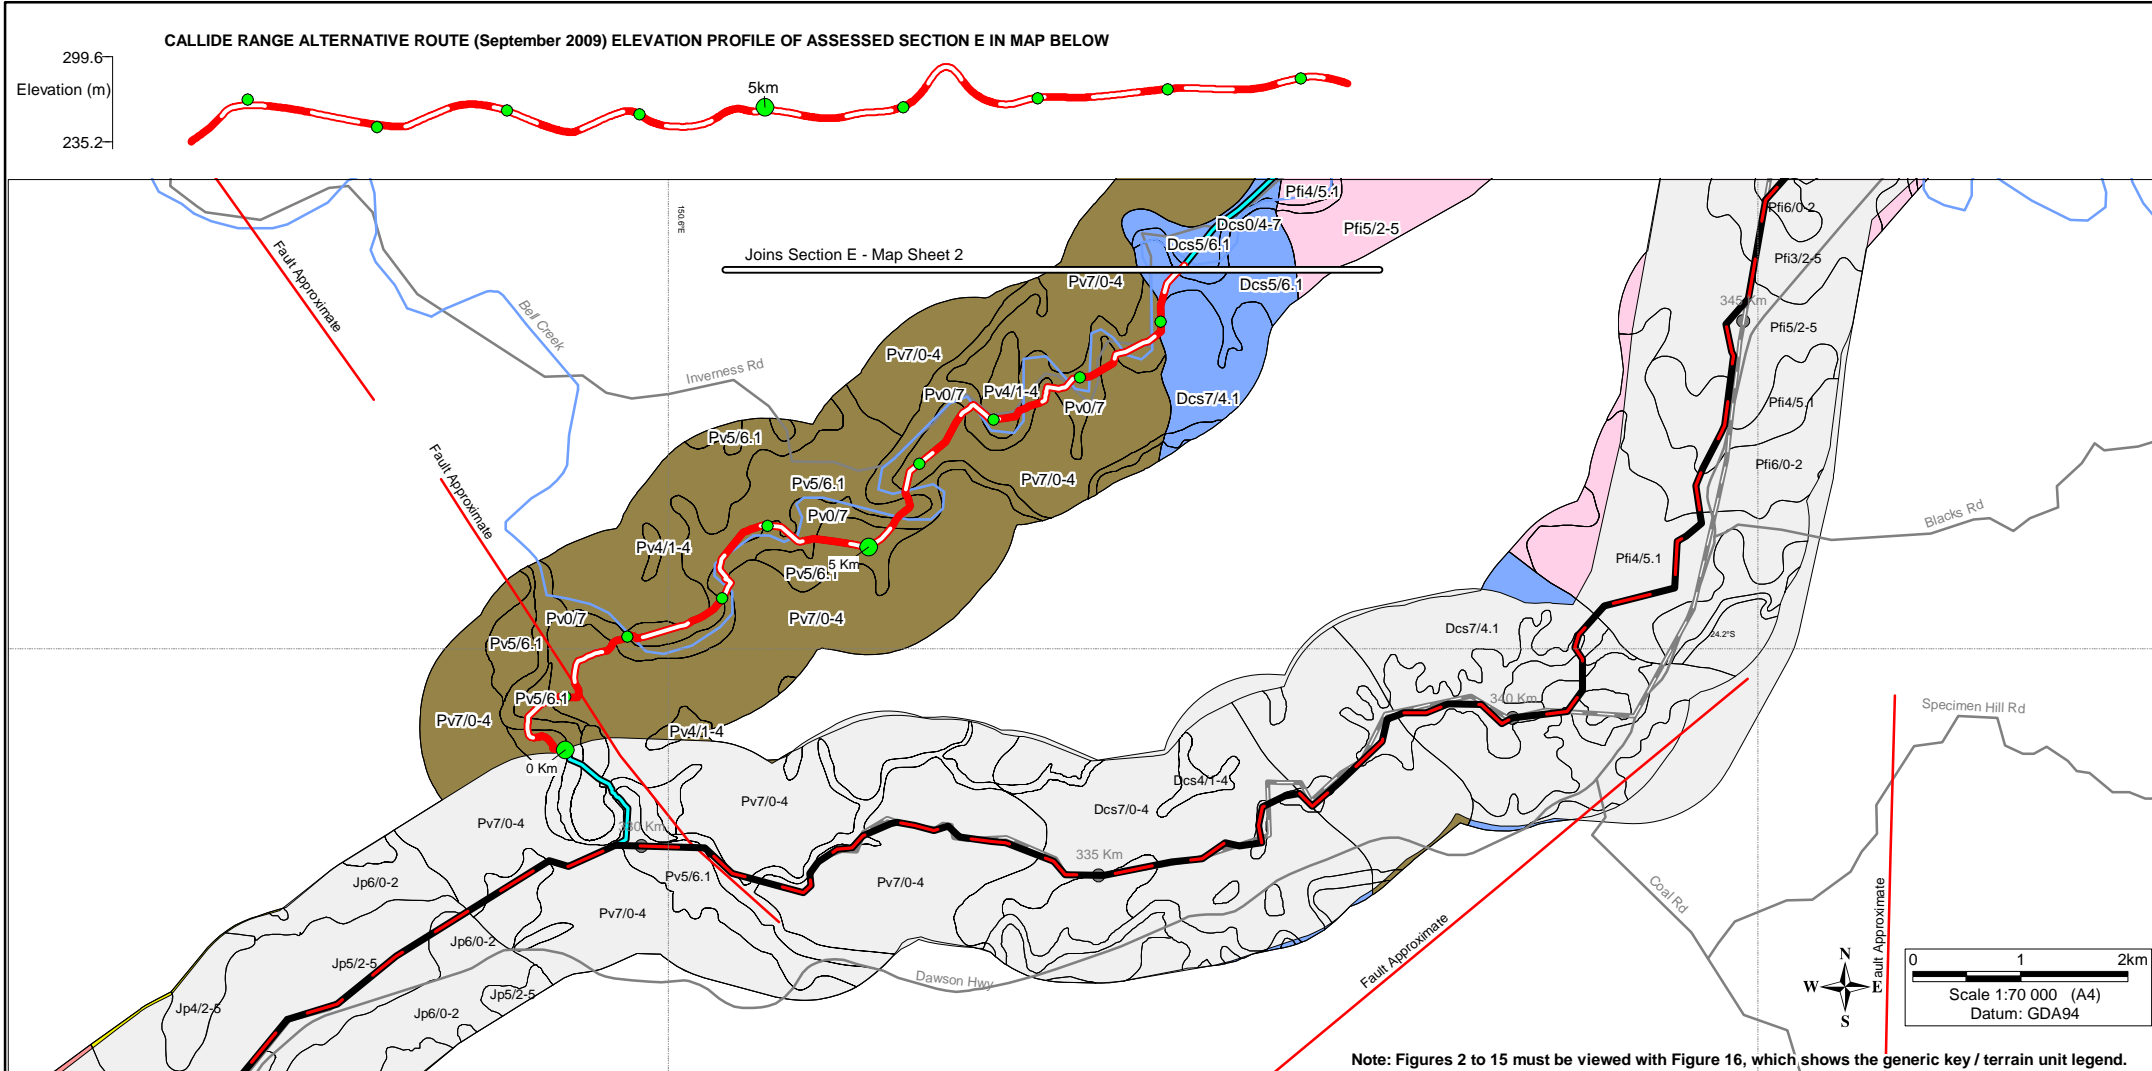 CALLIDE RANGE ALTERNATIVE ROUTE (September 2009) ELEVATION PROFILE OF ASSESSED SECTION E IN MAP BELOW
299.6
Elevation (m)
235.2
5km
150.6°E
Fault Approximate
Bell Creek
Inverness Rd
Joins Section E - Map Sheet 2
Pfi4/5.1
Dcs0/4-7
Dcs5/6.1
Pfi5/2-5
Pv7/0-4
Dcs5/6.1
Pfi6/0-2
Pfi3/2-5
345 Km
Pfi5/2-5
Pv7/0-4
Pv0/7
Pv4/1-4
Pv0/7
Dcs7/4.1
Pfi4/5.1
Pv5/6.1
Fault Approximate
Pv5/6.1
Pv7/0-4
Pfi6/0-2
Pv0/7
Blacks Rd
Pv4/1-4
5 Km
Pv5/6.1
Pfi4/5.1
Pv0/7
Pv7/0-4
Dcs7/4.1
24.2°S
Pv5/6.1
Pv5/6.1
340 Km
Specimen Hill Rd
Pv7/0-4
Pv4/1-4
0 Km
Dcs4/1-4
Pv7/0-4
Dcs7/0-4
Pv7/0-4
330 Km
335 Km
Pv5/6.1
Pv7/0-4
Jp6/0-2
Coal Rd
Pv7/0-4
Fault Approximate
Fault Approximate
Jp6/0-2
Jp5/2-5
Dawson Hwy
Jp5/2-5
Jp4/2-5
Jp6/0-2
N
W
E
S
0 1 2km
Scale 1:70 000 (A4)
Datum: GDA94
Note: Figures 2 to 15 must be viewed with Figure 16, which shows the generic key / terrain unit legend.